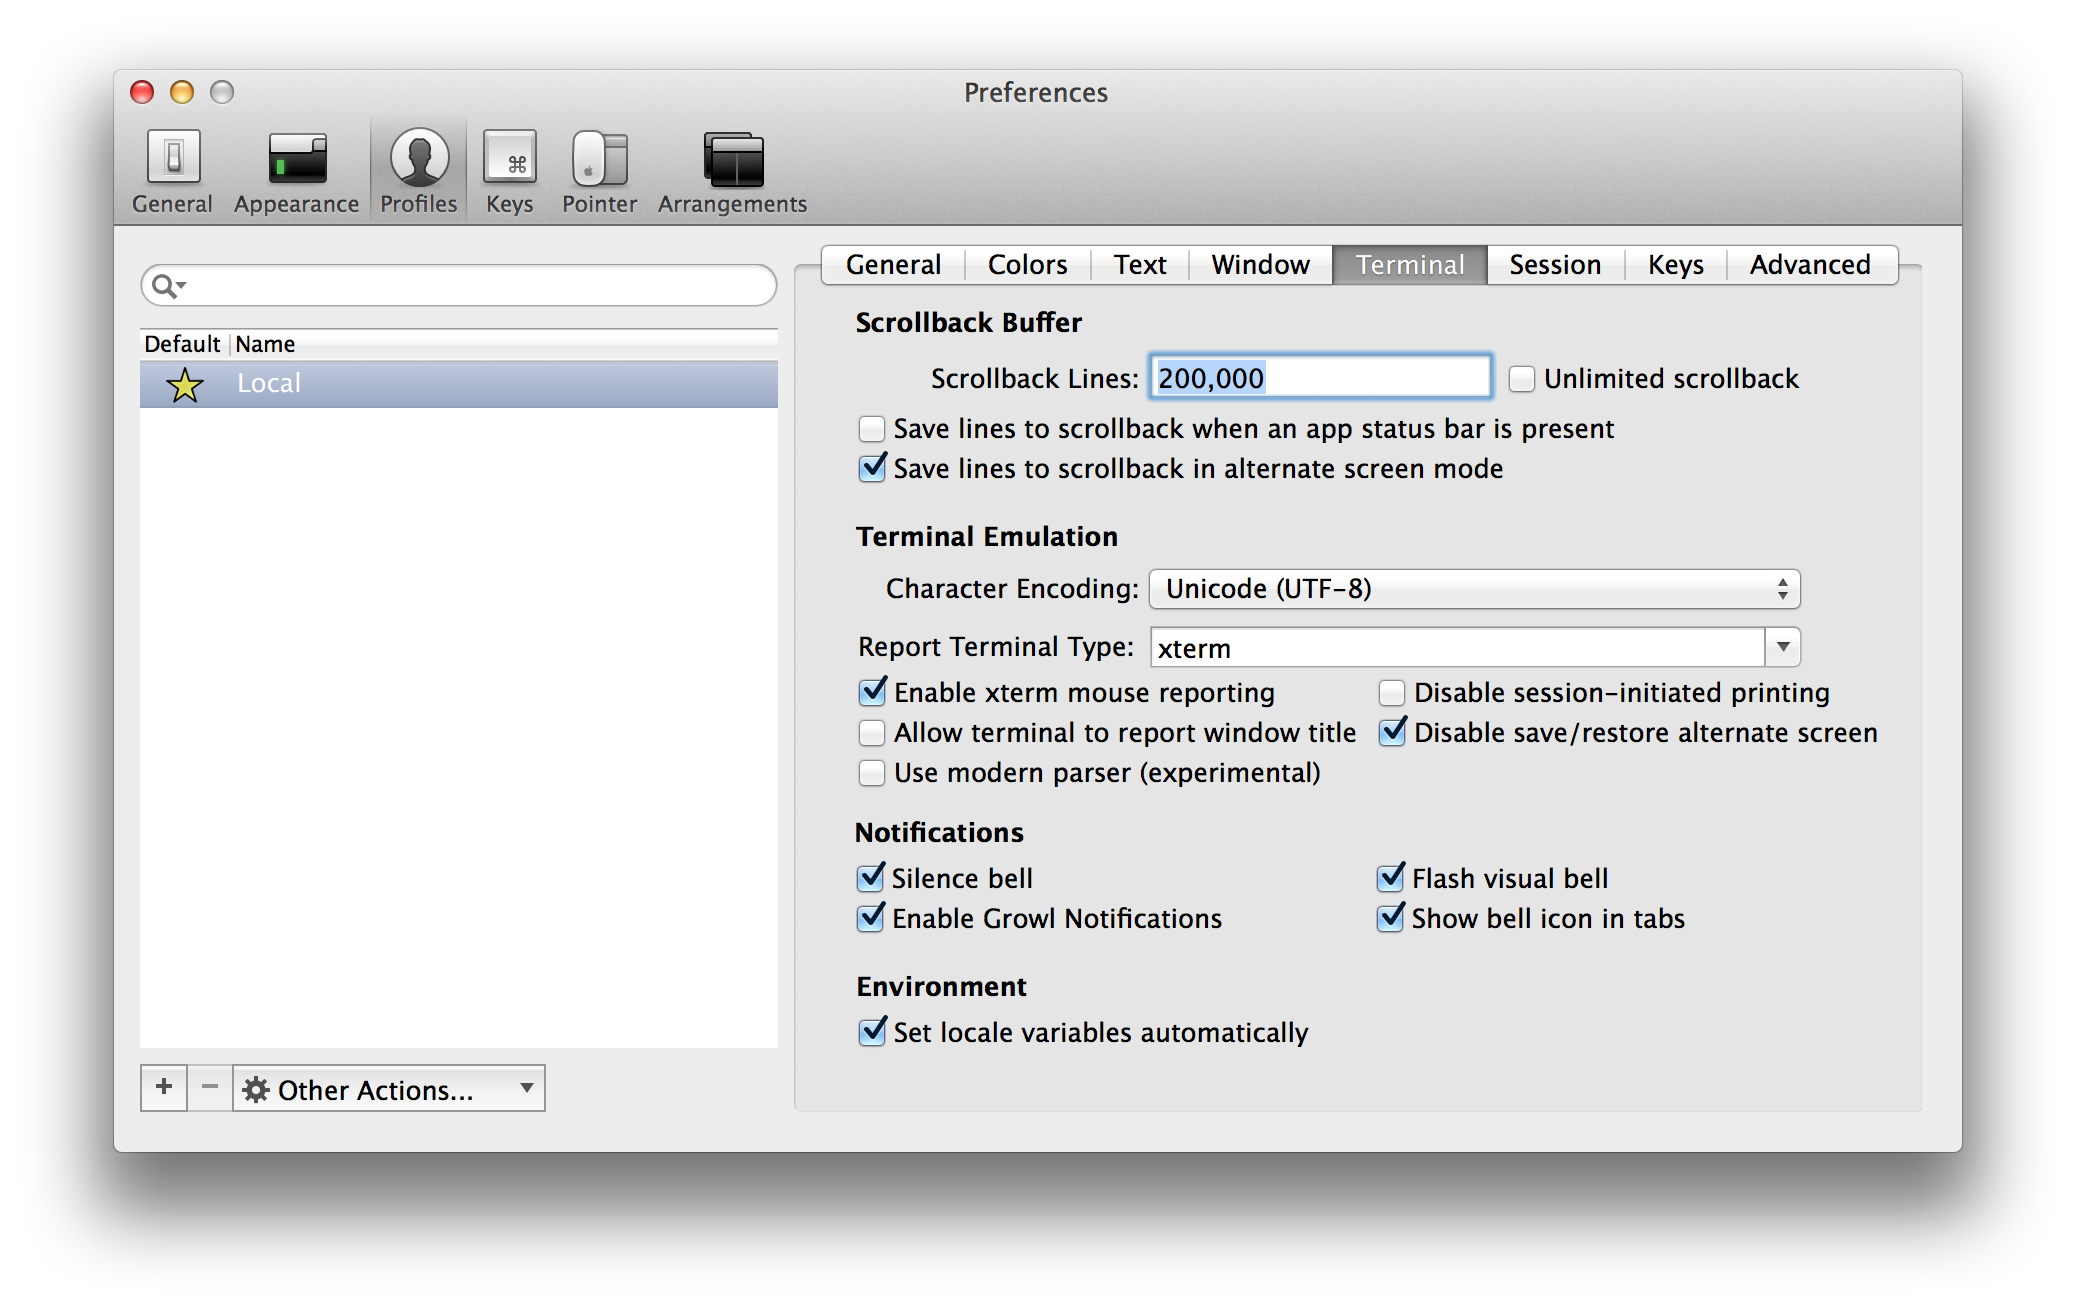 Preferences
General Appearance Profiles Keys Pointer Arrangements
Default Name
Local
+ − Other Actions...
General Colors Text Window Terminal Session Keys Advanced
Scrollback Buffer
Scrollback Lines: 200,000 Unlimited scrollback
Save lines to scrollback when an app status bar is present
Save lines to scrollback in alternate screen mode
Terminal Emulation
Character Encoding: Unicode (UTF-8)
Report Terminal Type: xterm
Enable xterm mouse reporting Disable session-initiated printing
Allow terminal to report window title Disable save/restore alternate screen
Use modern parser (experimental)
Notifications
Silence bell Flash visual bell
Enable Growl Notifications Show bell icon in tabs
Environment
Set locale variables automatically